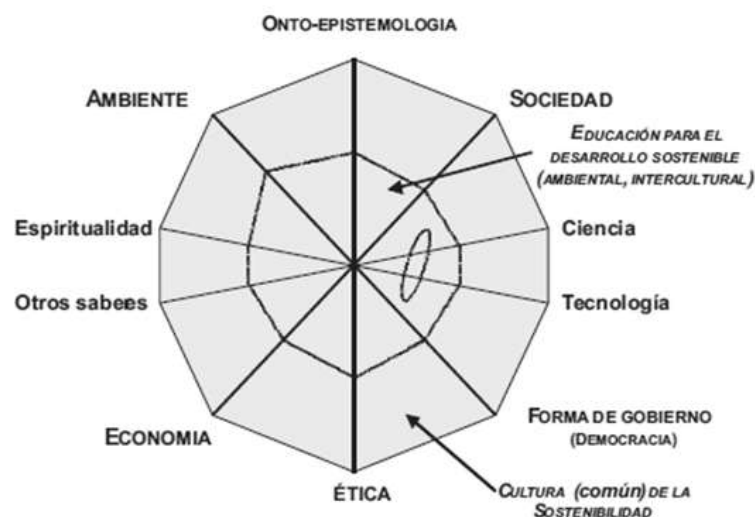 ONTO-EPISTEMOLOGIA
AMBIENTE
SOCIEDAD
EDUCACIÓN PARA EL
DESARROLLO SOSTENIBLE
(AMBIENTAL, INTERCULTURAL)
Espiritualidad
Ciencia
Otros saberes
Tecnología
ECONOMIA
FORMA DE GOBIERNO
(DEMOCRACIA)
ÉTICA
CULTURA (común) DE LA
SOSTENIBILIDAD